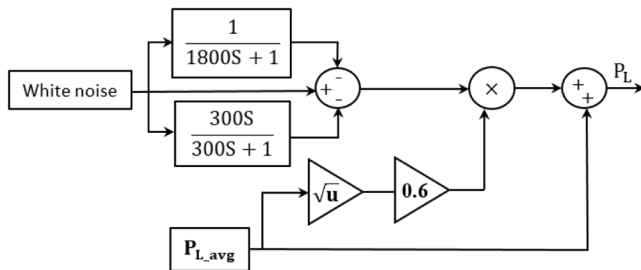 1
1800S + 1
White noise
+
-
-
300S
300S + 1
×
+
+
P_L
√u
0.6
P_L_avg